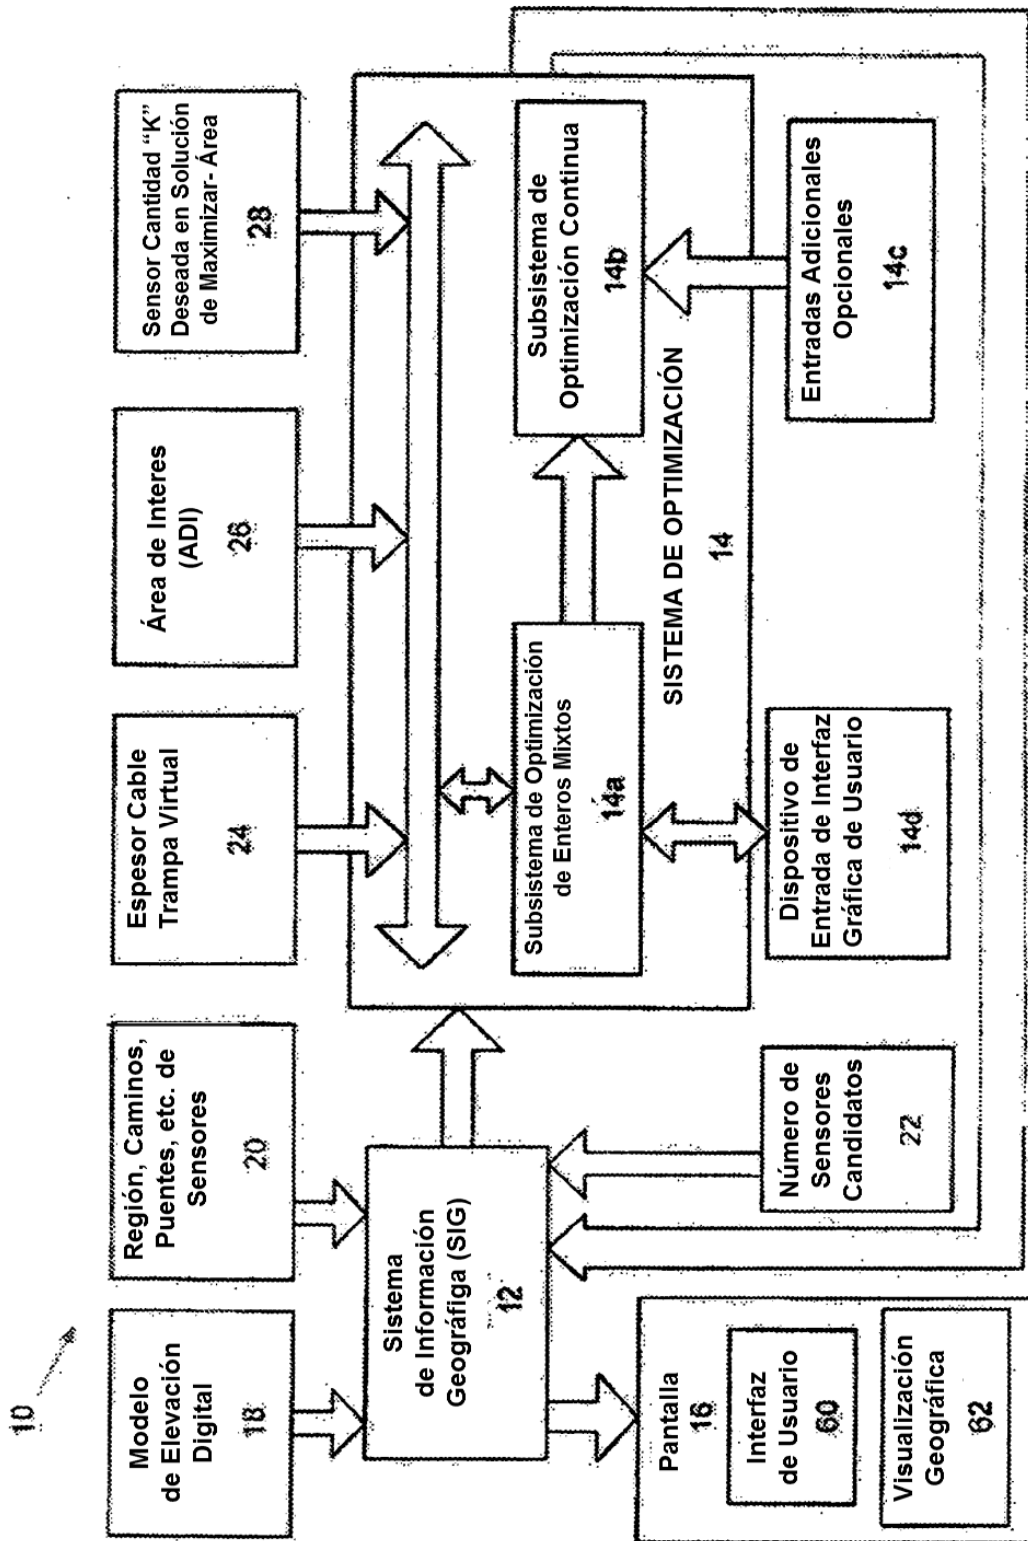 10
Modelo
de Elevación
Digital
18
Región, Caminos,
Puentes, etc. de
Sensores
20
Espesor Cable
Trampa Virtual
24
Área de Interes
(ADI)
26
Sensor Cantidad “K”
Deseada en Solución
de Maximizar- Área
28
Sistema
de Información
Geográfiga (SIG)
12
Subsistema de Optimización
de Enteros Mixtos
14a
Subsistema de
Optimización Continua
14b
SISTEMA DE OPTIMIZACIÓN
14
Pantalla
16
Interfaz
de Usuario
60
Visualización
Geográfica
62
Número de
Sensores
Candidatos
22
Dispositivo de
Entrada de Interfaz
Gráfica de Usuario
14d
Entradas Adicionales
Opcionales
14c